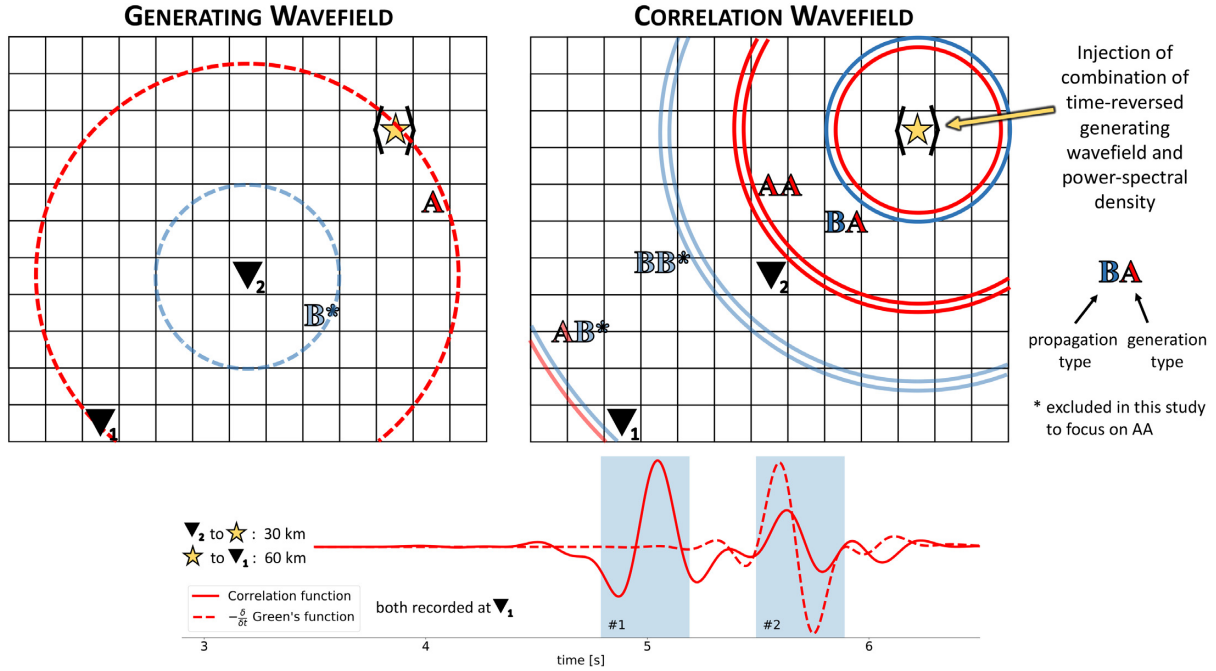 GENERATING WAVEFIELD
CORRELATION WAVEFIELD
A
B*
2
1
AA
BA
BB*
2
AB*
1
Injection of
combination of
time-reversed
generating
wavefield and
power-spectral
density
BA
propagation
type
generation
type
* excluded in this study
to focus on AA
▼2 to ☆ : 30 km
☆ to ▼1 : 60 km
Correlation function
-δ/δt Green's function
both recorded at ▼1
#1
#2
3 4 5 6
time [s]